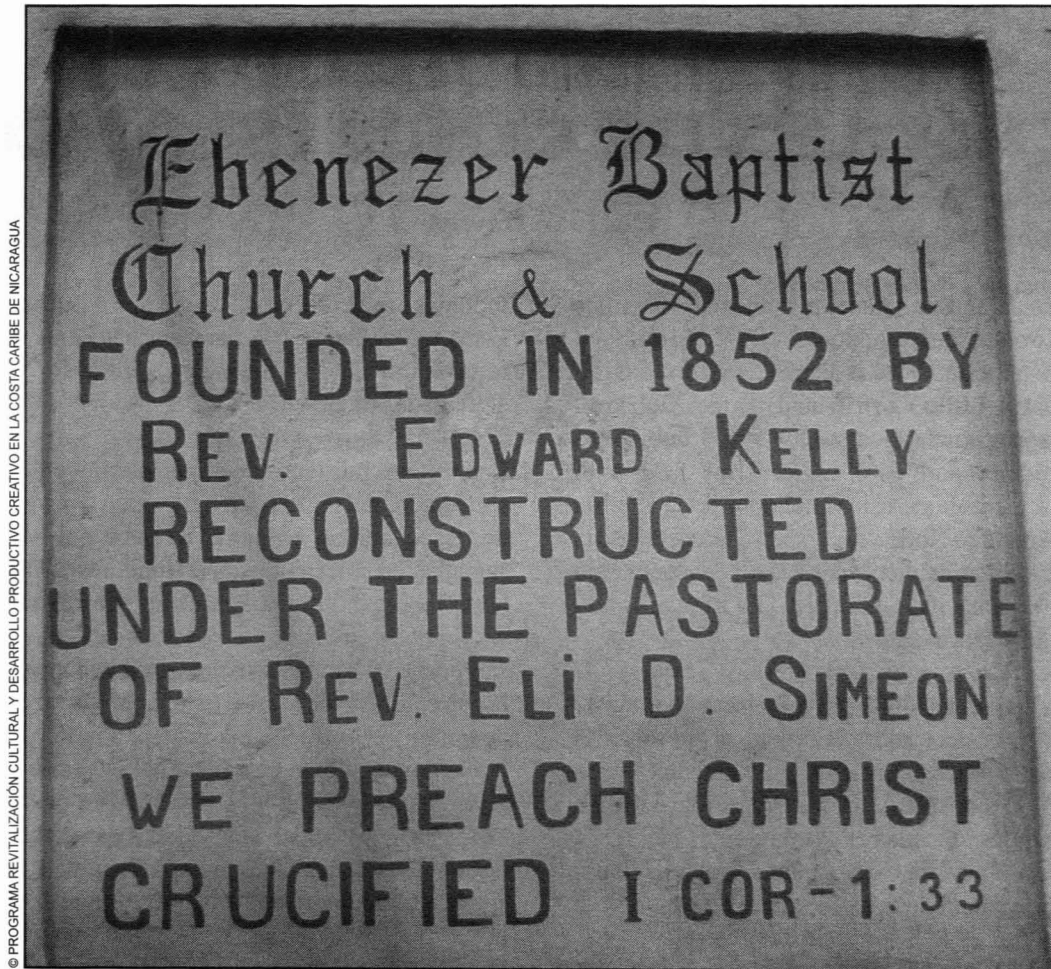 Ebenezer Baptist
Church & School
FOUNDED IN 1852 BY
REV. EDWARD KELLY
RECONSTRUCTED
UNDER THE PASTORATE
OF REV. ELi D. SIMEON
WE PREACH CHRIST
CRUCIFIED I COR-1:33
© PROGRAMA REVITALIZACIÓN CULTURAL Y DESARROLLO PRODUCTIVO CREATIVO EN LA COSTA CARIBE DE NICARAGUA